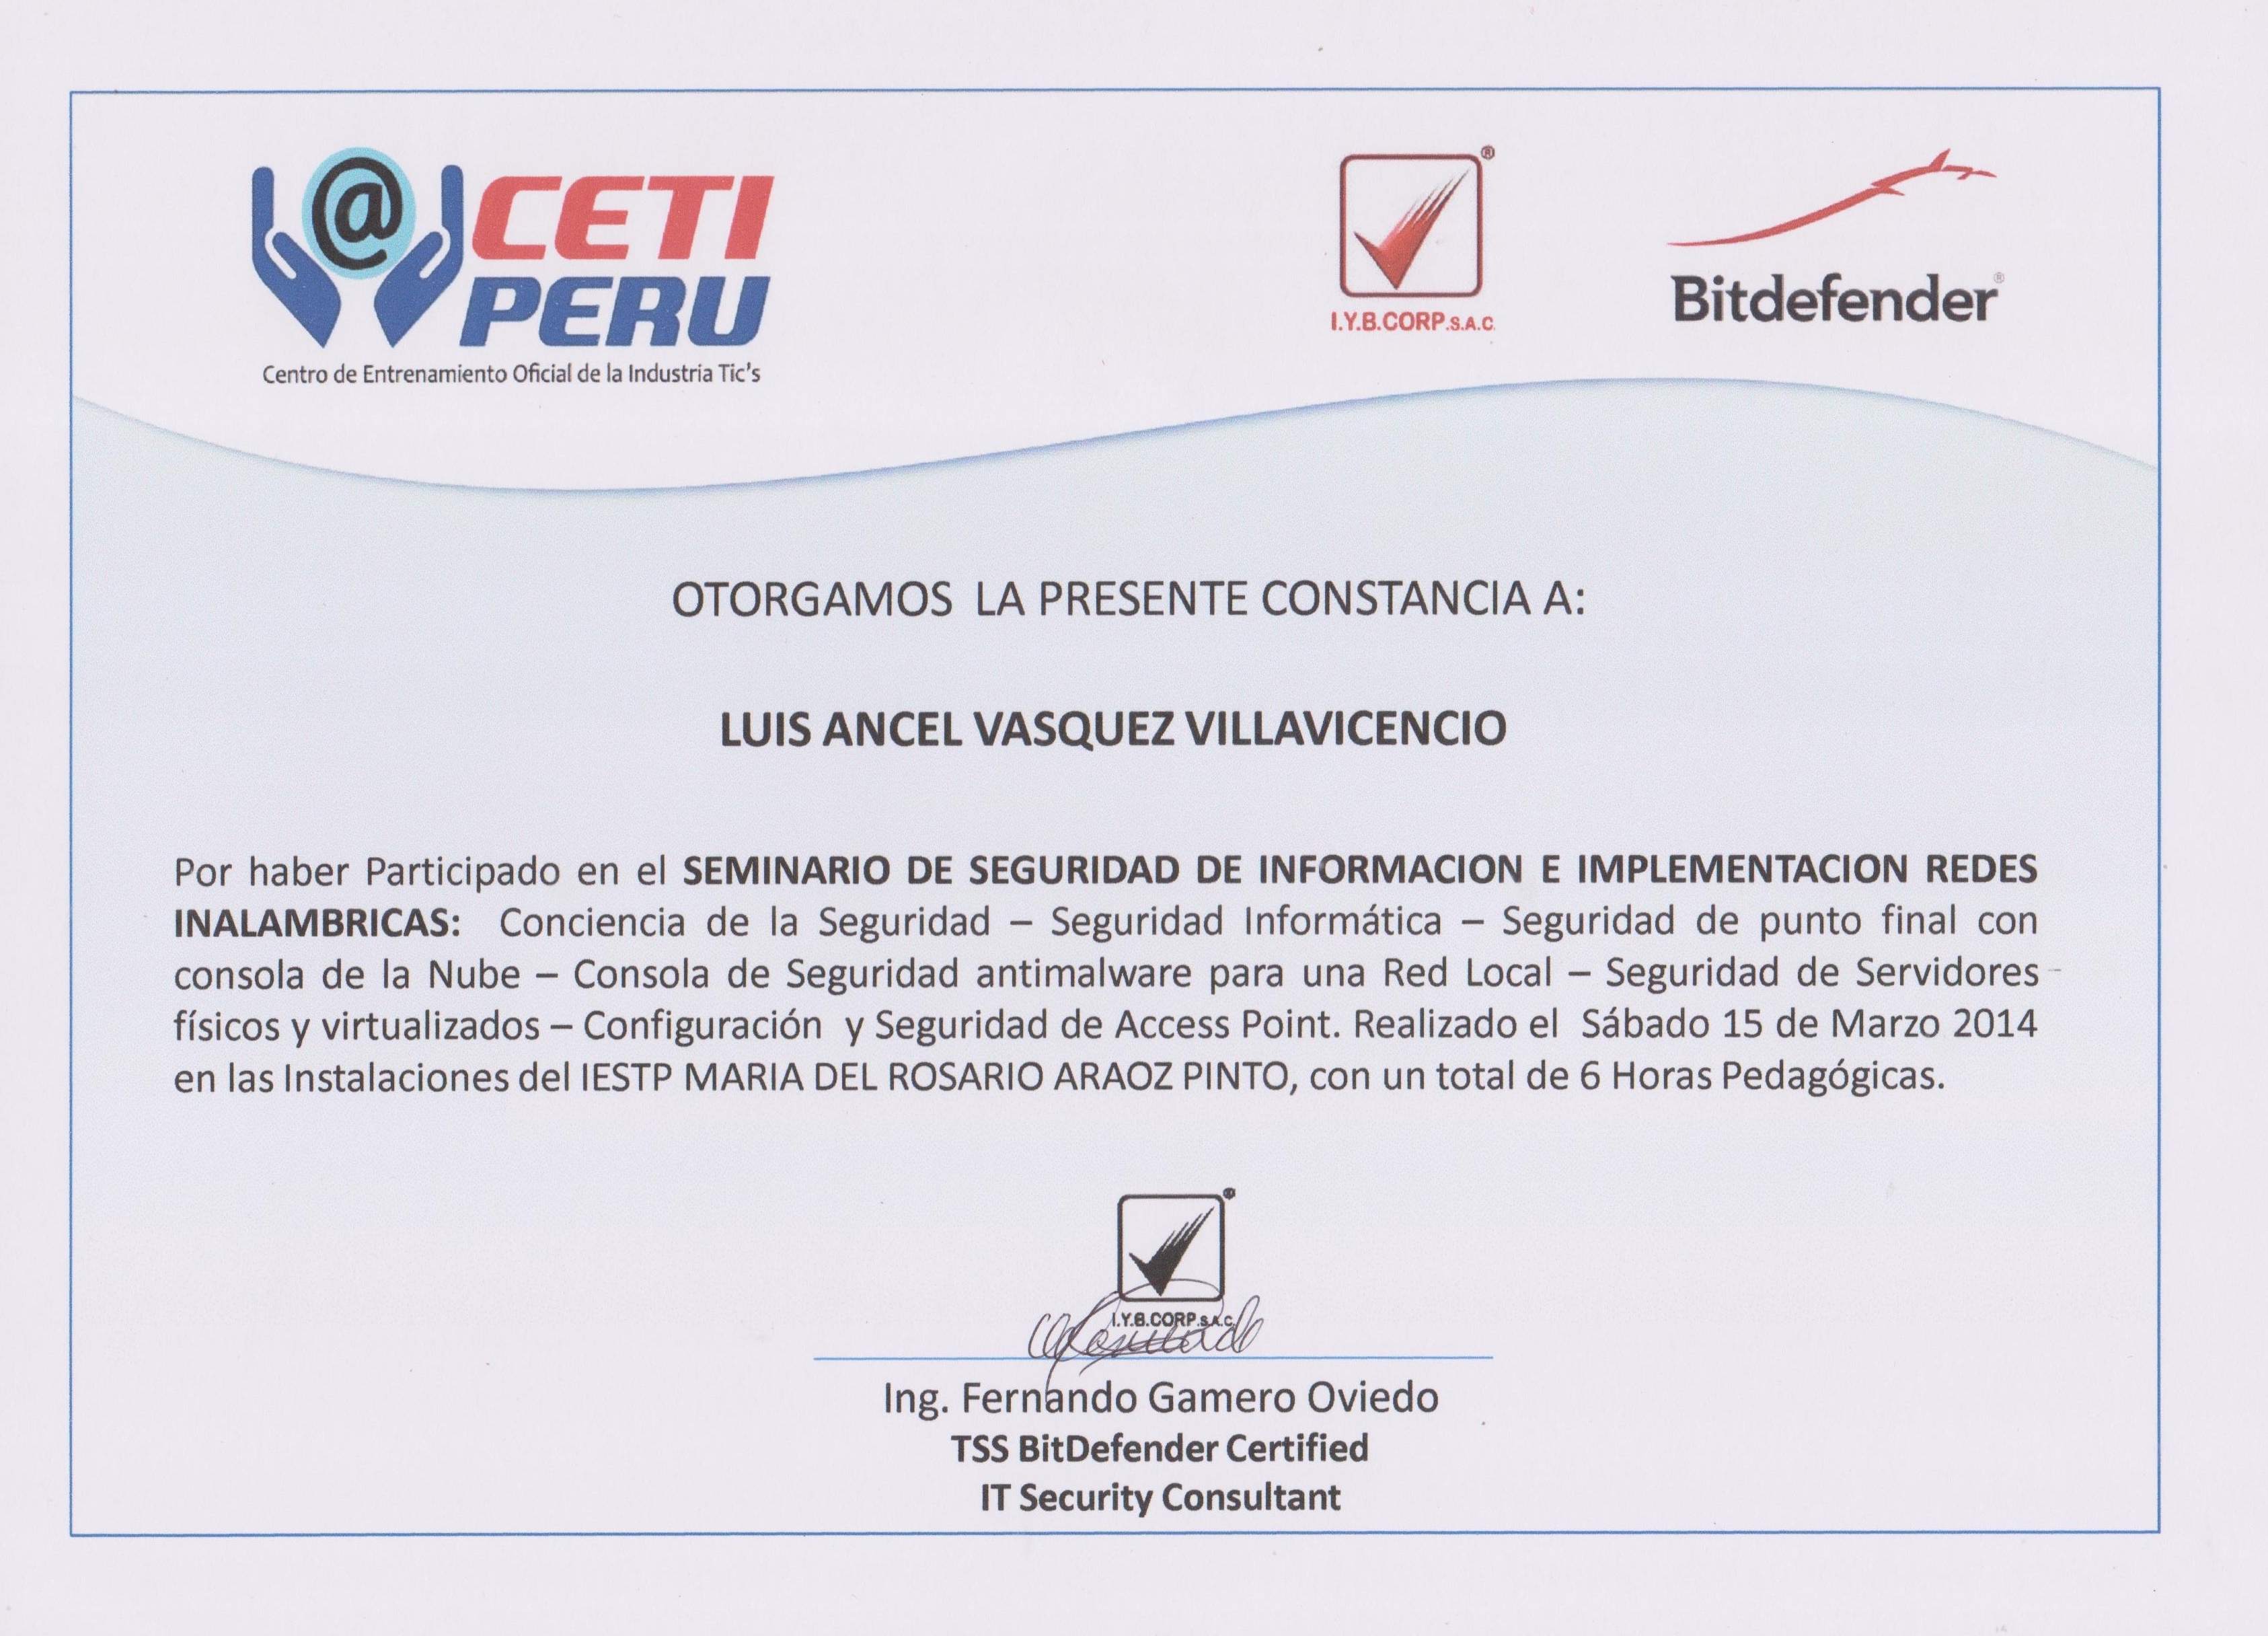 @ CETI
PERU
Centro de Entrenamiento Oficial de la Industria Tic's
I.Y.B.CORP.S.A.C.
Bitdefender®
OTORGAMOS LA PRESENTE CONSTANCIA A:
LUIS ANCEL VASQUEZ VILLAVICENCIO
Por haber Participado en el SEMINARIO DE SEGURIDAD DE INFORMACION E IMPLEMENTACION REDES
INALAMBRICAS: Conciencia de la Seguridad – Seguridad Informática – Seguridad de punto final con
consola de la Nube – Consola de Seguridad antimalware para una Red Local – Seguridad de Servidores
físicos y virtualizados – Configuración y Seguridad de Access Point. Realizado el Sábado 15 de Marzo 2014
en las Instalaciones del IESTP MARIA DEL ROSARIO ARAOZ PINTO, con un total de 6 Horas Pedagógicas.
I.Y.B.CORP.S.A.C.
Ing. Fernando Gamero Oviedo
TSS BitDefender Certified
IT Security Consultant